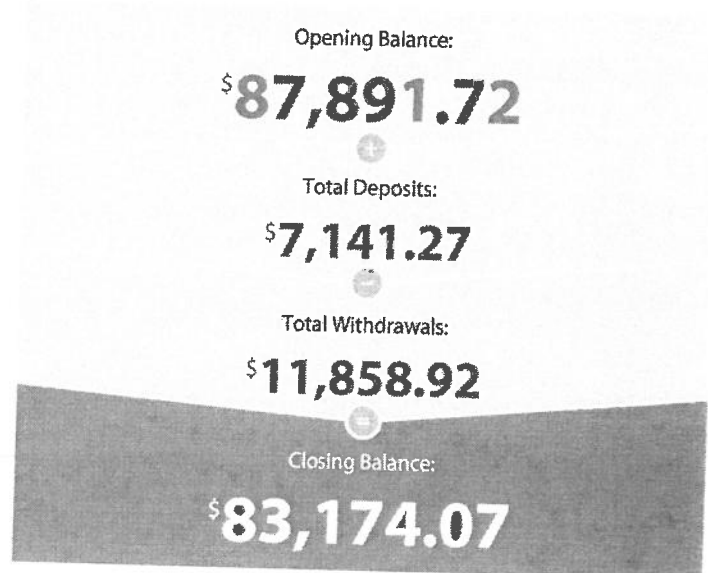 Opening Balance:
$87,891.72
+
Total Deposits:
$7,141.27
-
Total Withdrawals:
$11,858.92
=
Closing Balance:
$83,174.07